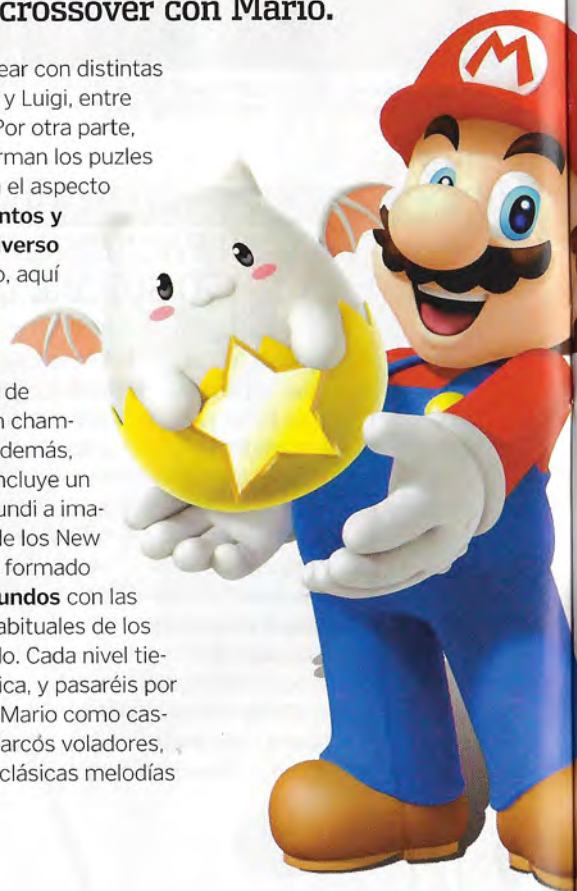 crossover con Mario.
ear con distintas
y Luigi, entre
Por otra parte,
rman los puzles
el aspecto
ntos y
verso
o, aquí
de
n cham-
demás,
ncluye un
undi a ima-
de los New
formado
undos con las
abituales de los
do. Cada nivel tie-
ica, y pasaréis por
Mario como cas-
arcós voladores,
clásicas melodías
M